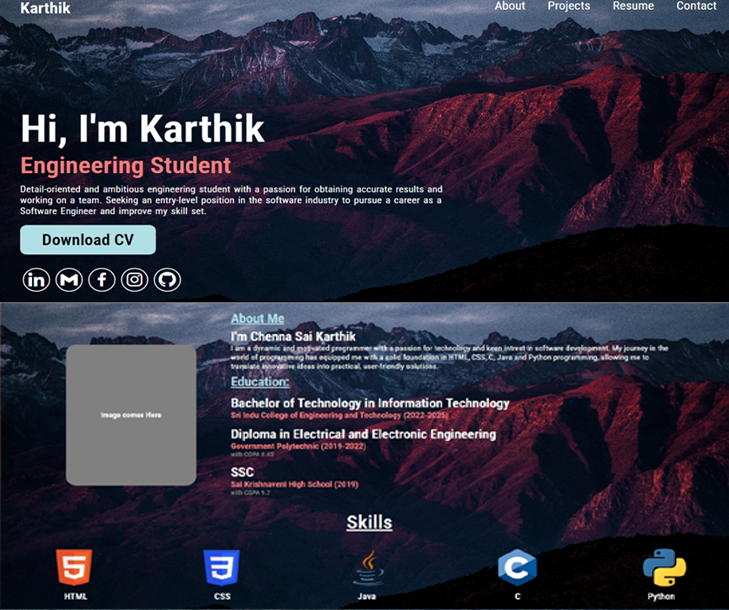 Karthik
About Projects Resume Contact
Hi, I'm Karthik
Engineering Student
Detail-oriented and ambitious engineering student with a passion for obtaining accurate results and
working on a team. Seeking an entry-level position in the software industry to pursue a career as a
Software Engineer and improve my skill set.
Download CV
in
About Me
I'm Chenna Sai Karthik
I am a dynamic and motivated programmer with a passion for technology and keen intrest in software development. My journey in the
world of programming has equipped me with a solid foundation in HTML, CSS, C, Java and Python programming, allowing me to
translate innovative ideas into practical, user-friendly solutions.
Image comes Here
Education:
Bachelor of Technology in Information Technology
Sri Indu College of Engineering and Technology (2022-2025)
Diploma in Electrical and Electronic Engineering
Government Polytechnic (2019-2022)
with CGPA 8.45
SSC
Sai Krishnaveni High School (2019)
with CGPA 9.7
Skills
HTML
CSS
Java
C
Python